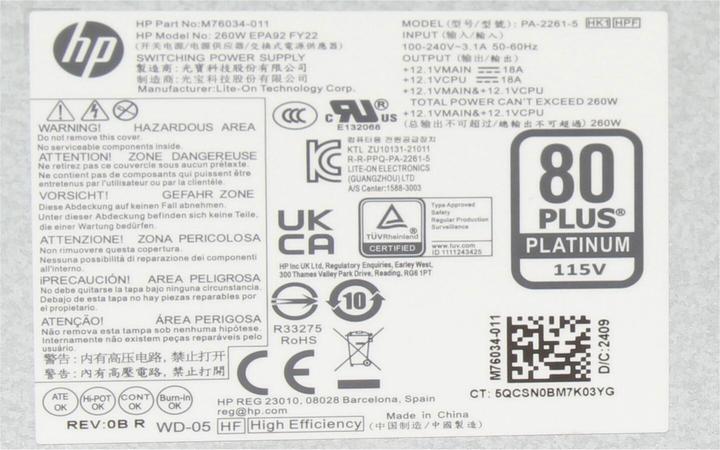 hp
HP Part No:M76034-011
HP Model No: 260W EPA92 FY22
(开关电源/电源供应器/交換式電源供應器)
SWITCHING POWER SUPPLY
製造商: 光寶科技股份有限公司
制造商: 光宝科技股份有限公司
Manufacturer:Lite-On Technology Corp.
MODEL(型号/型號): PA-2261-5 HK1 HPF
INPUT (输入/輸入)
100-240V~3.1A 50-60Hz
OUTPUT (输出/輸出)
+12.1VMAIN 18A
+12.1VCPU 18A
+12.1VMAIN&+12.1VCPU
TOTAL POWER CAN'T EXCEED 260W
+12.1VMAIN&+12.1VCPU
(总输出不可超过/總輸出不可超過) 260W
WARNING! HAZARDOUS AREA
Do not remove this cover.
No serviceable components inside.
ATTENTION! ZONE DANGEREUSE
Ne retirez pas ce couvercle sous aucun prétexte.
Ne contient pas de composants qui puissent être
entretenus par l'utilisateur ou par la clientèle.
VORSICHT! GEFAHR ZONE
Diese Abdeckung auf keinen Fall abnehmen.
Unter dieser Abdeckung befinden sich keine Teile,
die einer Wartung bedürfen.
ATTENZIONE! ZONA PERICOLOSA
Non rimuovere questa copertura.
Nessuna possibilità di riparazione dei componenti
all'interno.
¡PRECAUCIÓN! AREA PELIGROSA
No debe quitarse la tapa bajo ninguna circunstancia.
Debajo de esta tapa no hay piezas reparables por
el propietario.
ATENÇÃO! ÁREA PERIGOSA
Não remova esta tampa sob nenhuma hipótese.
Internamente não existem peças reparáveis pelo
usuário.
警告: 内有高压电路, 禁止打开
警告: 內有高壓電路, 禁止打開
CCC
c RU US
E132066
KC
컴퓨터용 전원공급장치
KTL ZU10131-21011
R-R-PPQ-PA-2261-5
LITE-ON ELECTRONICS
(GUANGZHOU) LTD
A/S Center:1588-3003
UK
CA
TÜVRheinland
CERTIFIED
Type Approved
Safety
Regular Production
Surveillance
www.tuv.com
ID 1111243425
HP Inc UK Ltd, Regulatory Enquiries, Earley West,
300 Thames Valley Park Drive, Reading, RG6 1PT
80
PLUS®
PLATINUM
115V
10
R33275
RoHS
CE
M76034-011
D/C:2409
CT: 5QCSN0BM7K03YG
HP REG 23010, 08028 Barcelona, Spain
reg@hp.com
Made in China
(中国制造/中國製造)
ATE OK
Hi-POT OK
CONT OK
Burn-in OK
REV:0B R WD-05 HF High Efficiency